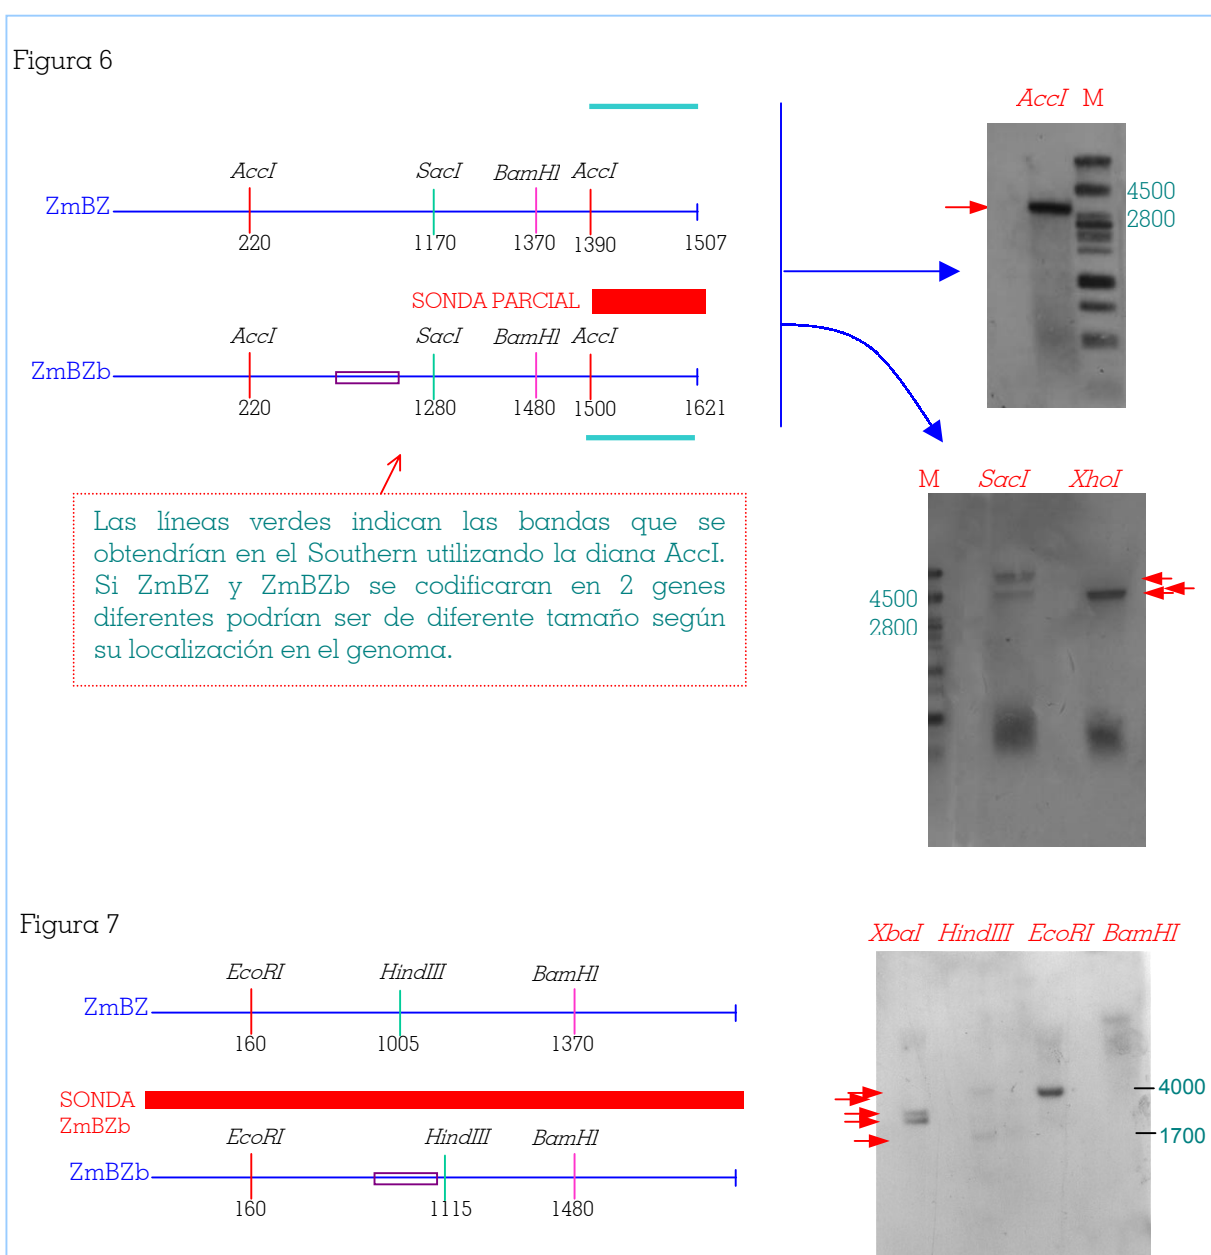 Figura 6
AccI M
AccI SacI BamHI AccI
ZmBZ
220 1170 1370 1390 1507
4500
2800
SONDA PARCIAL
AccI SacI BamHI AccI
ZmBZb
220 1280 1480 1500 1621
M SacI XhoI
Las líneas verdes indican las bandas que se
obtendrían en el Southern utilizando la diana AccI.
Si ZmBZ y ZmBZb se codificaran en 2 genes
diferentes podrían ser de diferente tamaño según
su localización en el genoma.
4500
2800
Figura 7
XbaI HindIII EcoRI BamHI
EcoRI HindIII BamHI
ZmBZ
160 1005 1370
SONDA
ZmBZb
4000
1700
EcoRI HindIII BamHI
ZmBZb
160 1115 1480